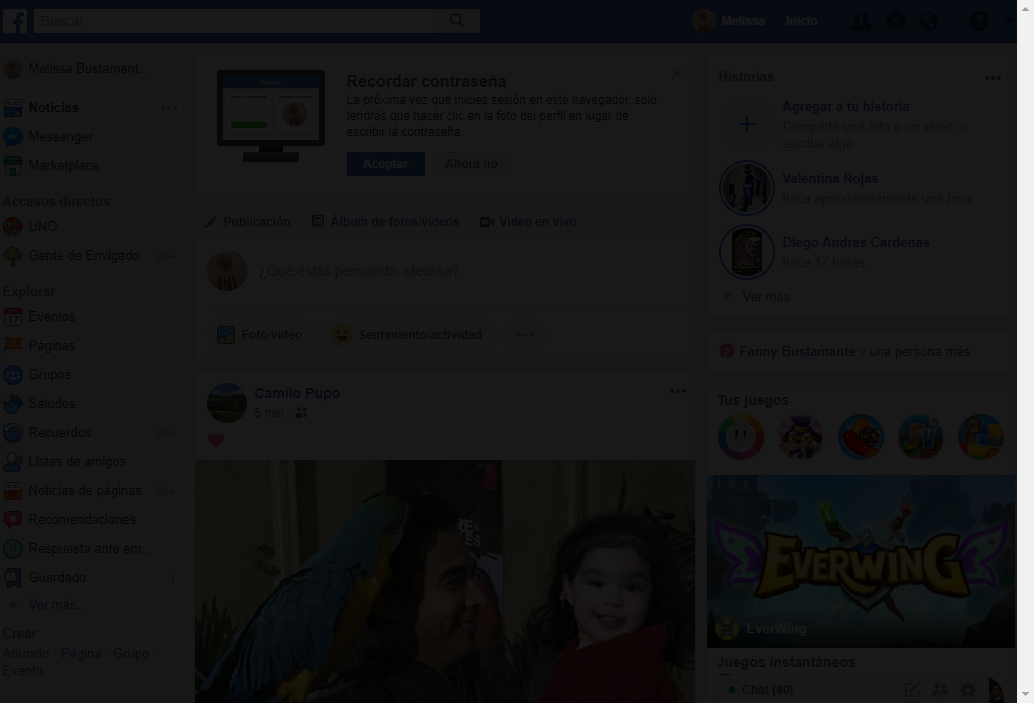 Buscar
Melissa
Inicio
Melissa Bustamant...
Noticias
Messenger
Marketplace
Accesos directos
UNO
Gente de Envigado 20+
Explorar
Eventos
Páginas
Grupos
Saludos
Recuerdos 20+
Listas de amigos
Noticias de páginas 20+
Recomendaciones
Respuesta ante em...
Guardado 1
Ver más...
Crear
Anuncio Página Grupo
Evento
Recordar contraseña
La próxima vez que inicies sesión en este navegador, solo
tendrás que hacer clic en la foto del perfil en lugar de
escribir la contraseña.
Aceptar
Ahora no
Publicación
Álbum de fotos/videos
Video en vivo
¿Qué estás pensando, Melissa?
Foto/video
Sentimiento/actividad
Camilo Pupo
5 min
Historias
Agregar a tu historia
Comparte una foto o un video, o
escribe algo
Valentina Rojas
hace aproximadamente una hora
Diego Andres Cardenas
hace 17 horas
Ver más
Fanny Bustamante y una persona más
Tus juegos
EVERWING
EverWing
Juegos instantáneos
Chat (40)